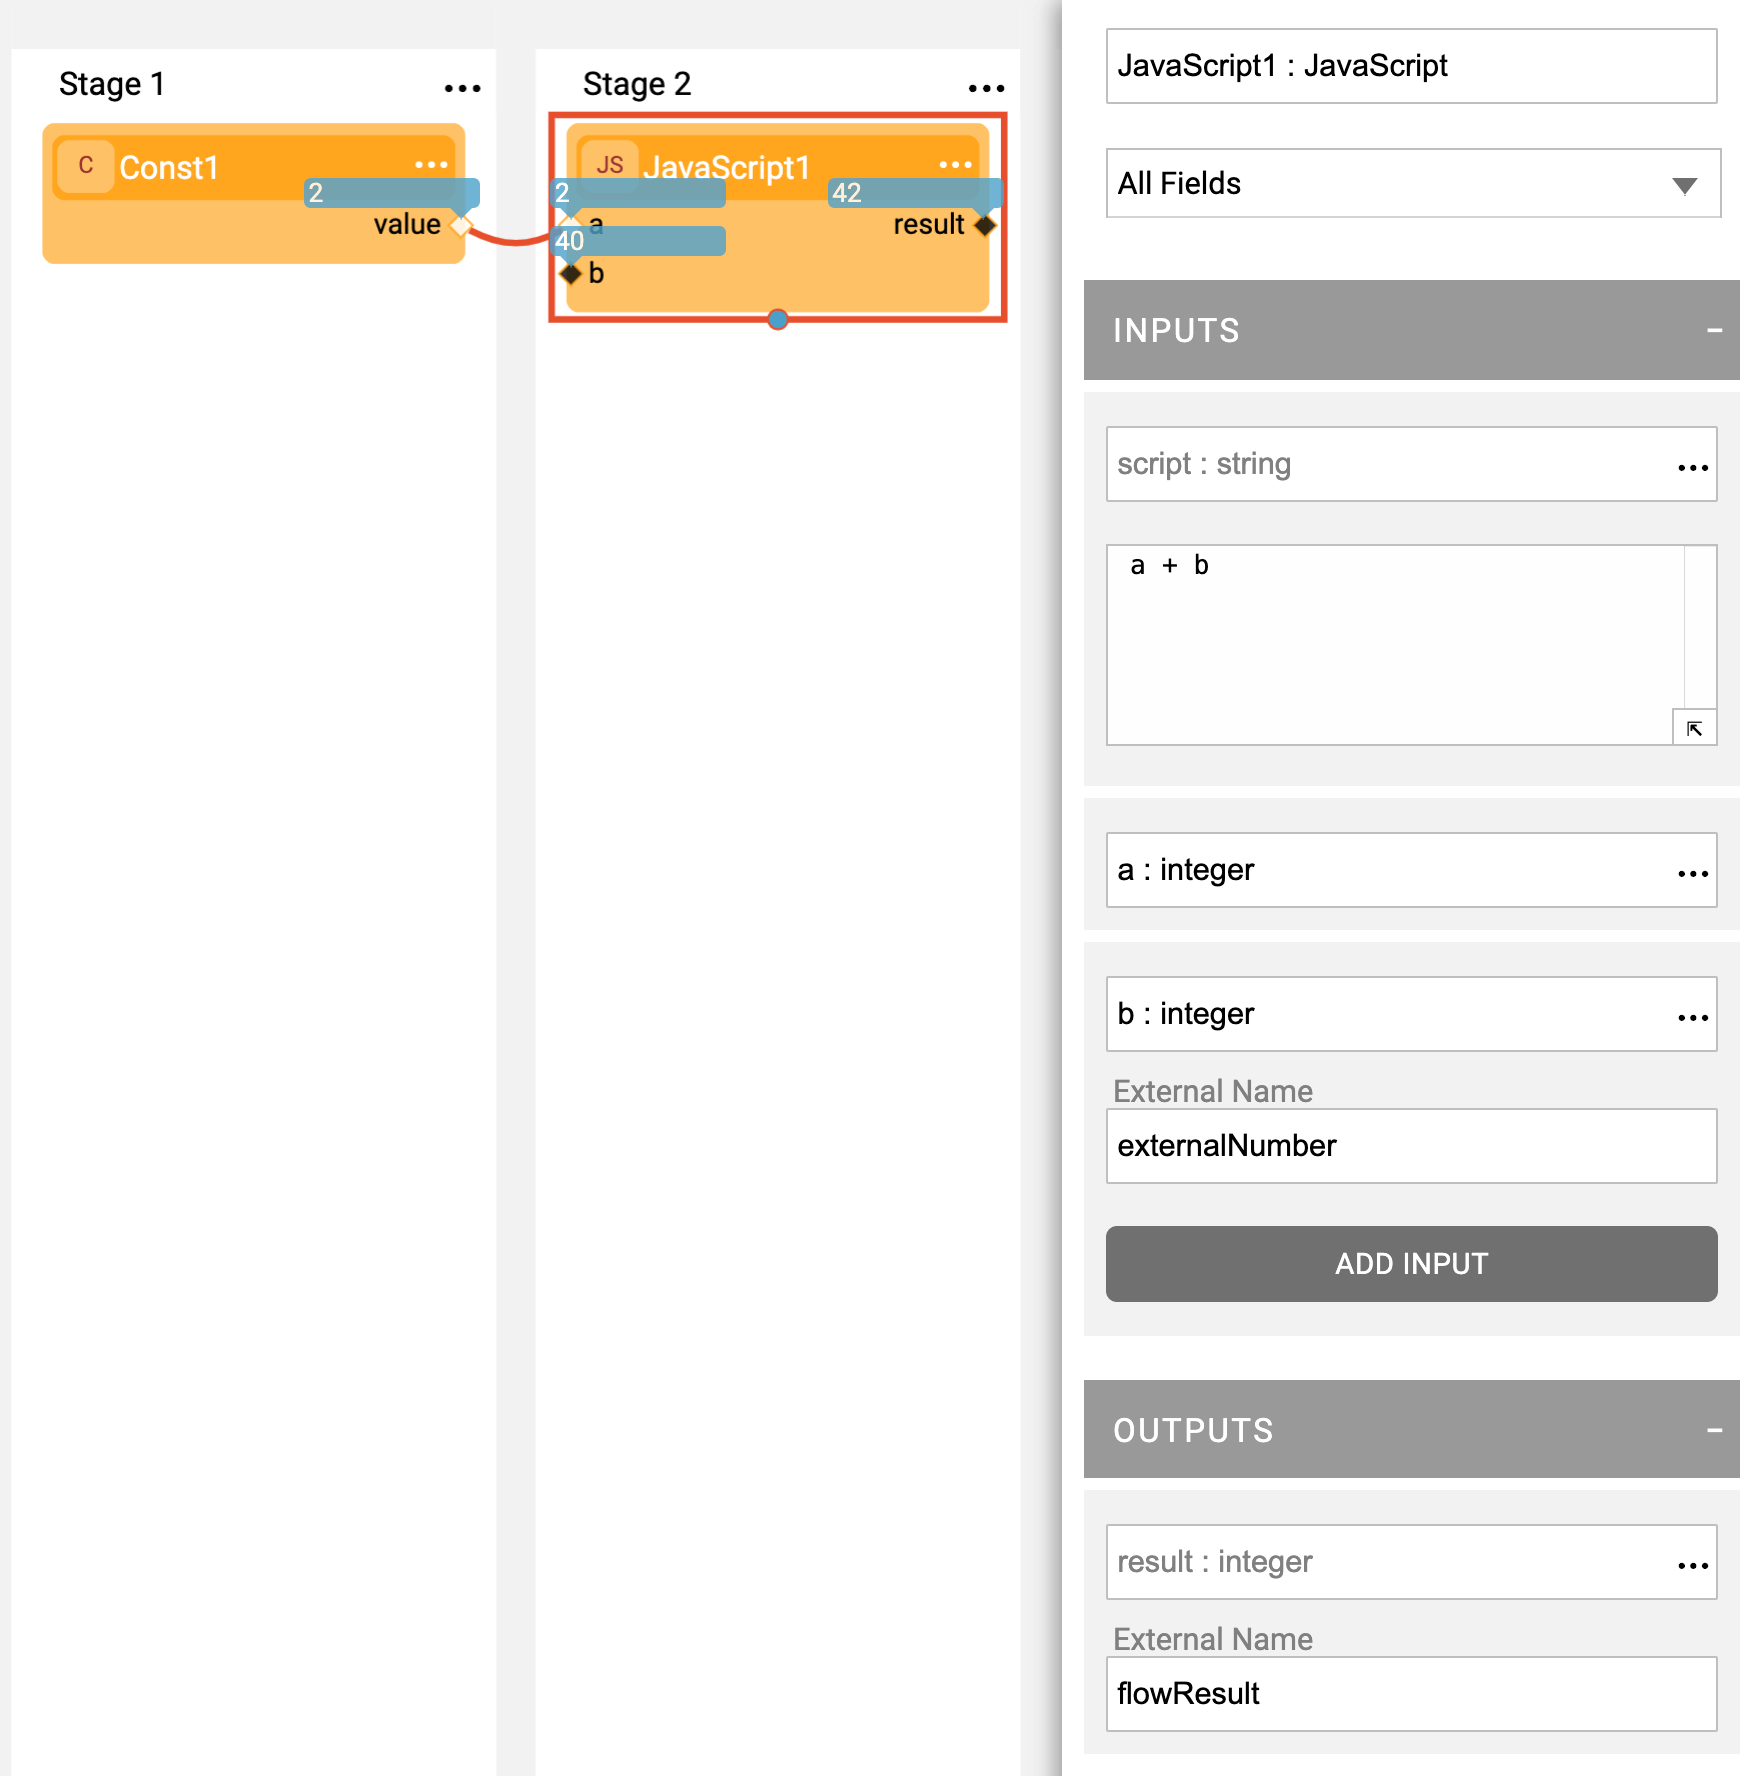 Stage 1
...
C Const1 ...
2
value
Stage 2
...
JS JavaScript1 ...
2
42
a
result
40
b
JavaScript1 : JavaScript
All Fields
INPUTS
-
script : string ...
a + b
a : integer ...
b : integer ...
External Name
externalNumber
ADD INPUT
OUTPUTS
-
result : integer ...
External Name
flowResult